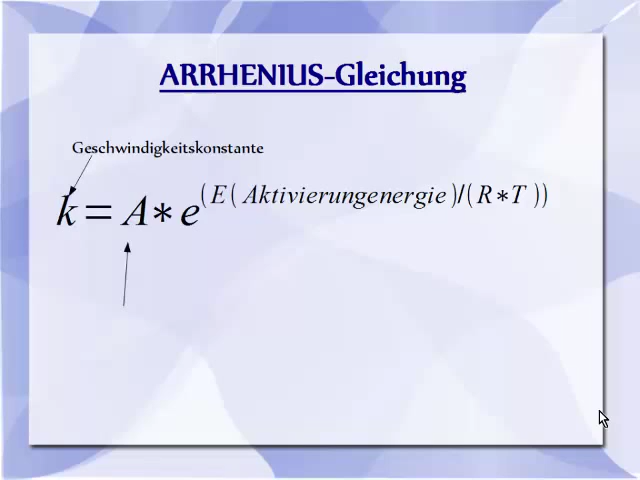 ARRHENIUS-Gleichung
Geschwindigkeitskonstante
k = A * e^(E ( Aktivierungenergie )/( R * T ))